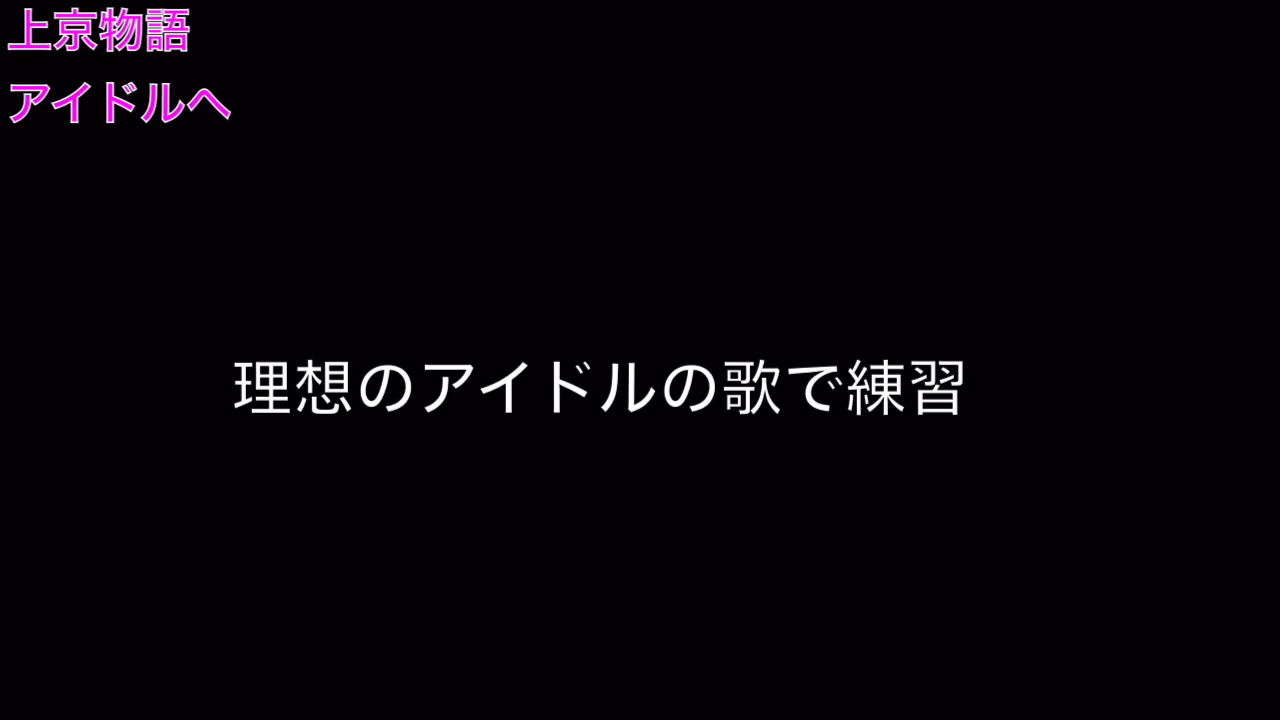 上京物語
アイドルへ
理想のアイドルの歌で練習